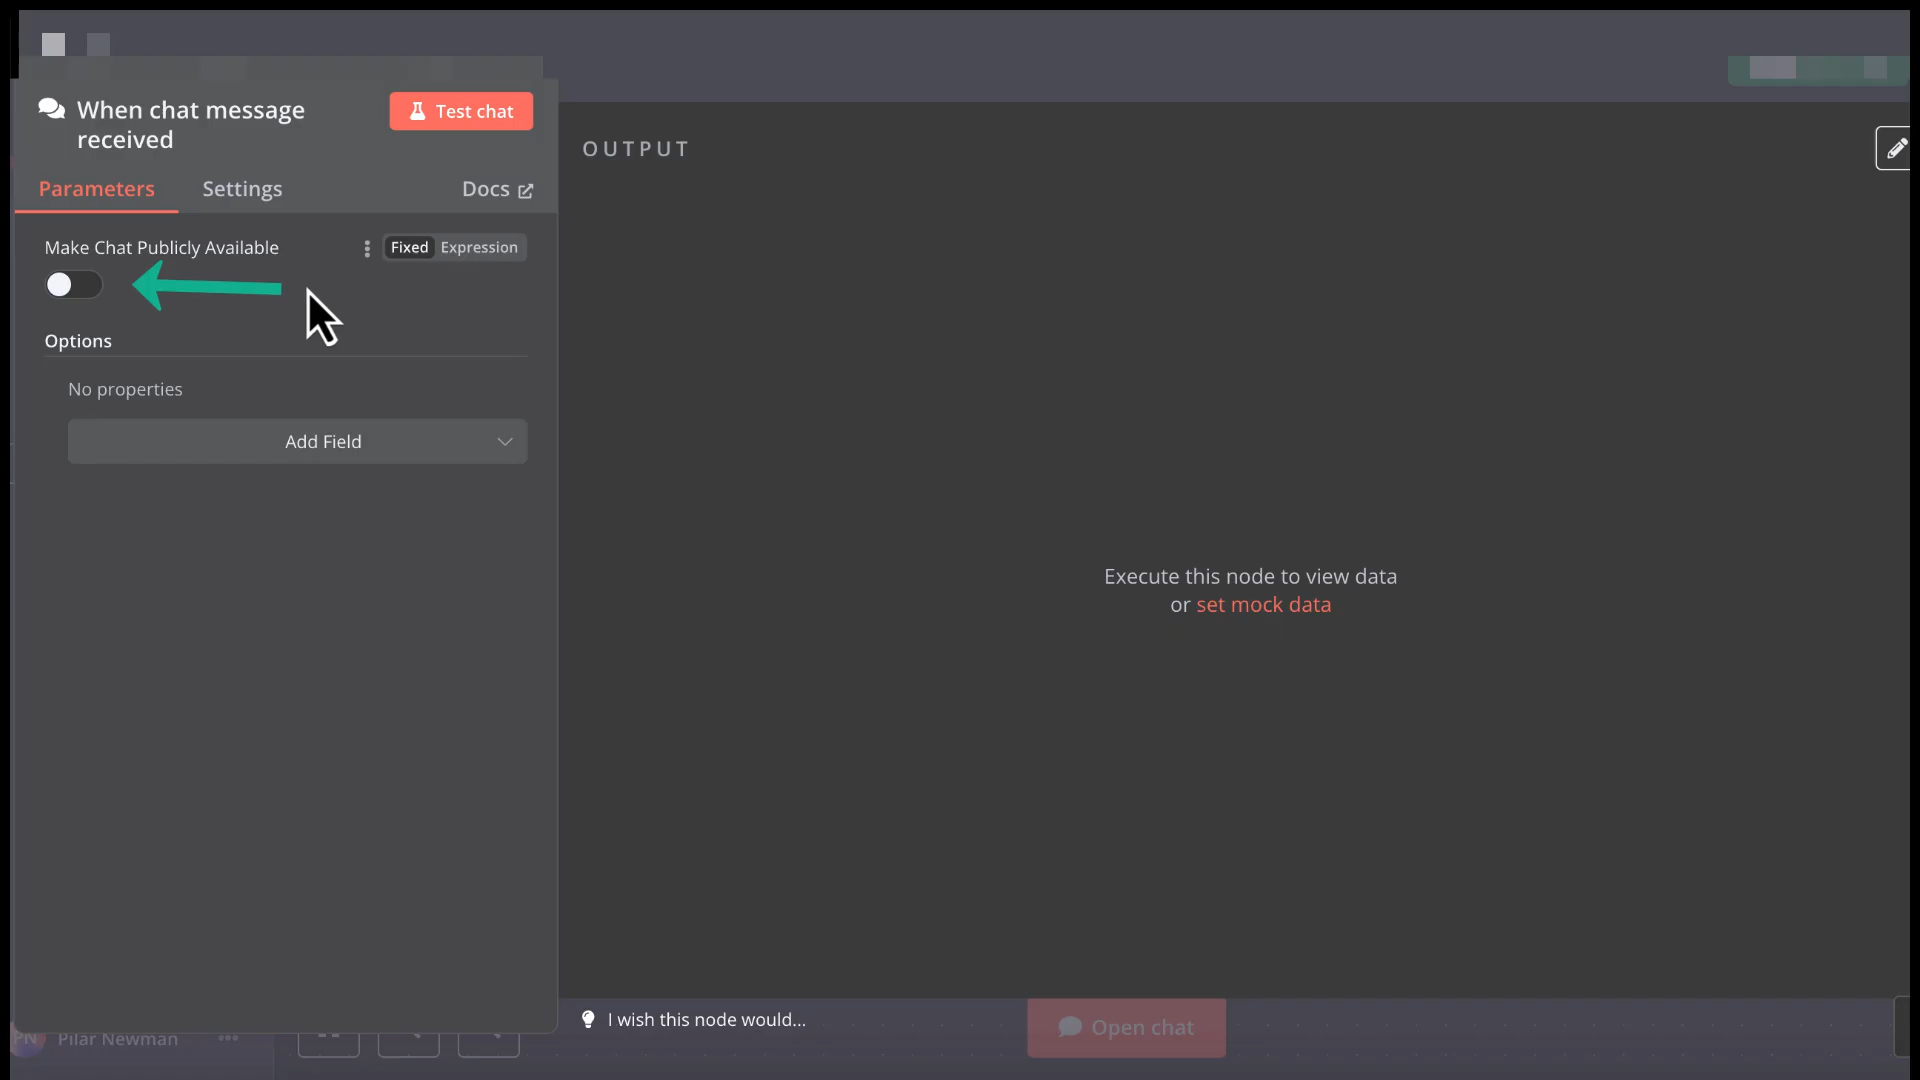 When chat message
received
Test chat
Parameters
Settings
Docs
Make Chat Publicly Available
Fixed
Expression
Options
No properties
Add Field
OUTPUT
Execute this node to view data
or set mock data
I wish this node would...
Open chat
PN
Pilar Newman